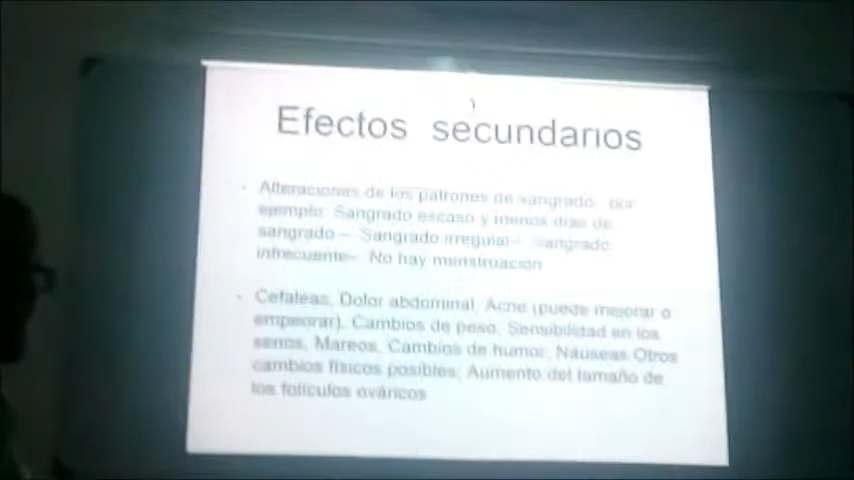 Efectos secundarios
- Alteraciones de los patrones de sangrado, por
ejemplo: Sangrado escaso y menos días de
sangrado – Sangrado irregular– Sangrado
infrecuente– No hay menstruación
- Cefaleas, Dolor abdominal, Acne (puede mejorar o
empeorar), Cambios de peso, Sensibilidad en los
senos, Mareos, Cambios de humor, Náuseas Otros
cambios físicos posibles: Aumento del tamaño de
los folículos ováricos